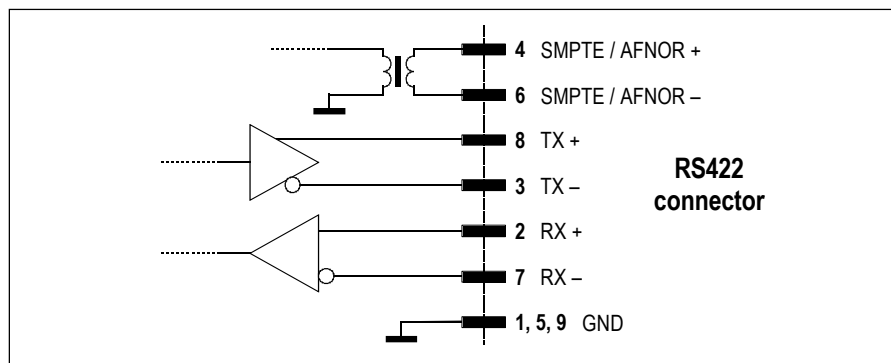 4 SMPTE / AFNOR +
6 SMPTE / AFNOR –
8 TX +
3 TX –
2 RX +
7 RX –
1, 5, 9 GND
RS422
connector